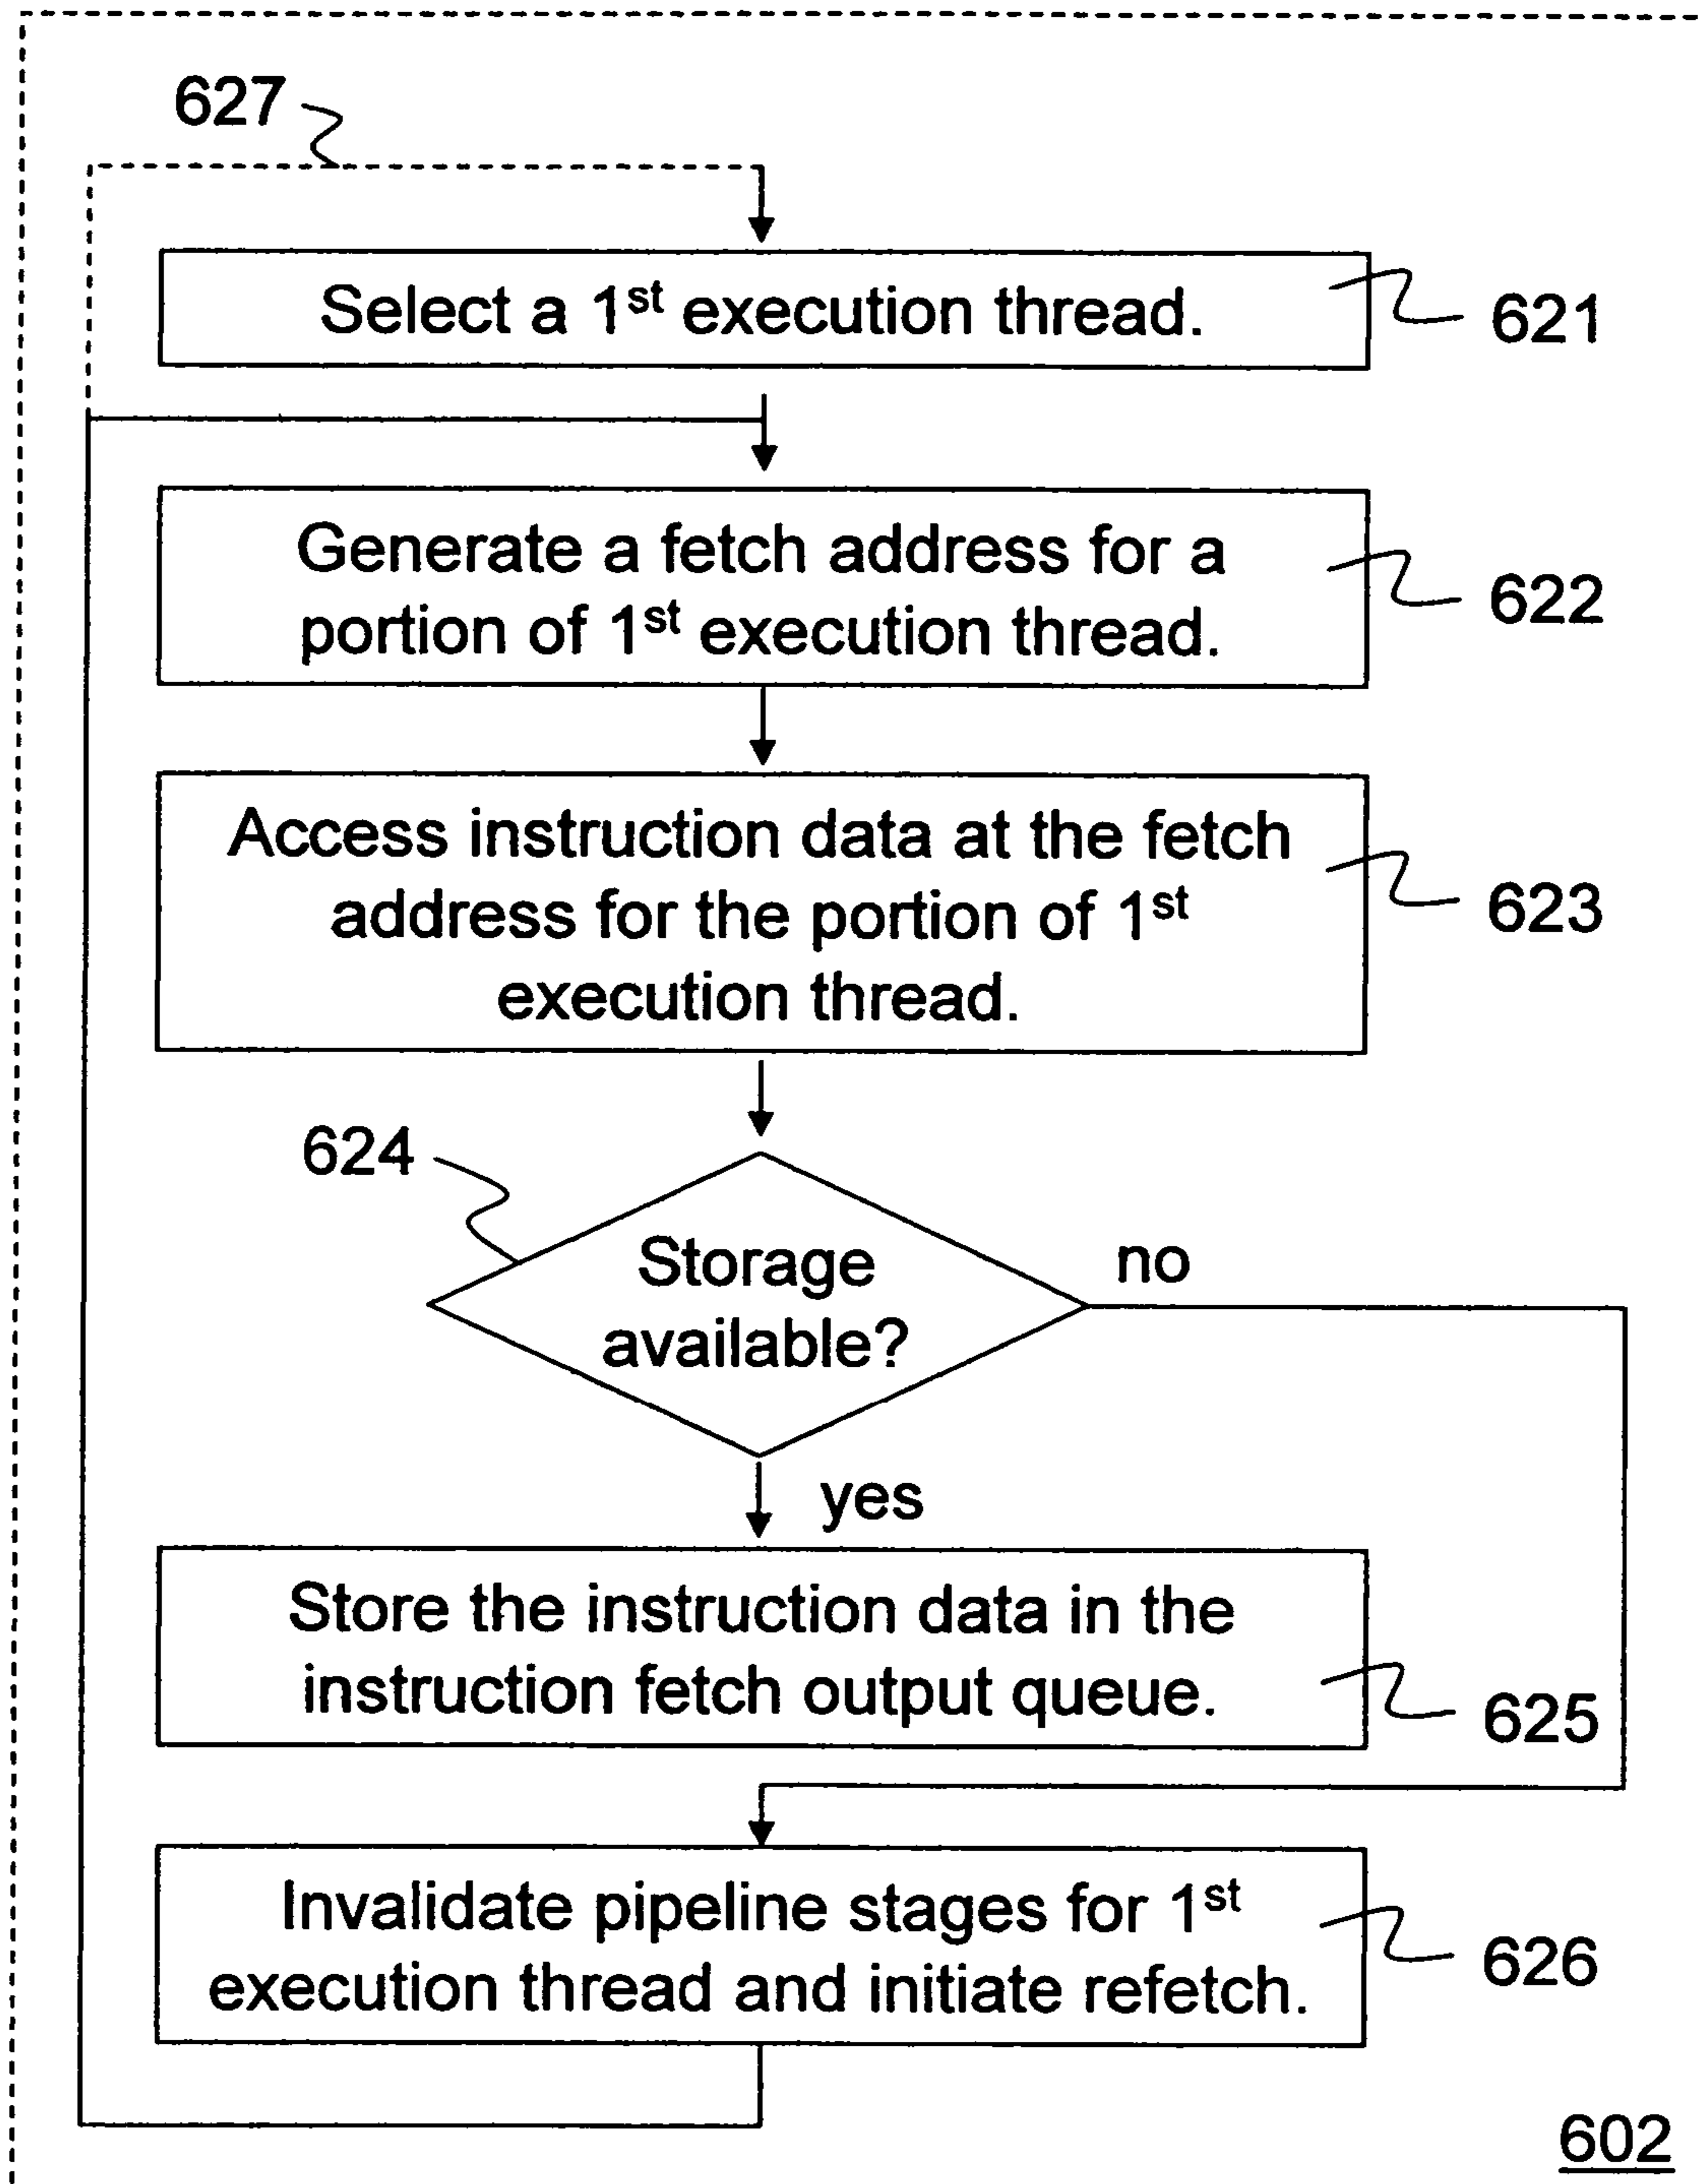 627
Select a 1st execution thread.
621
Generate a fetch address for a
portion of 1st execution thread.
622
Access instruction data at the fetch
address for the portion of 1st
execution thread.
623
624
Storage
available?
no
yes
Store the instruction data in the
instruction fetch output queue.
625
Invalidate pipeline stages for 1st
execution thread and initiate refetch.
626
602